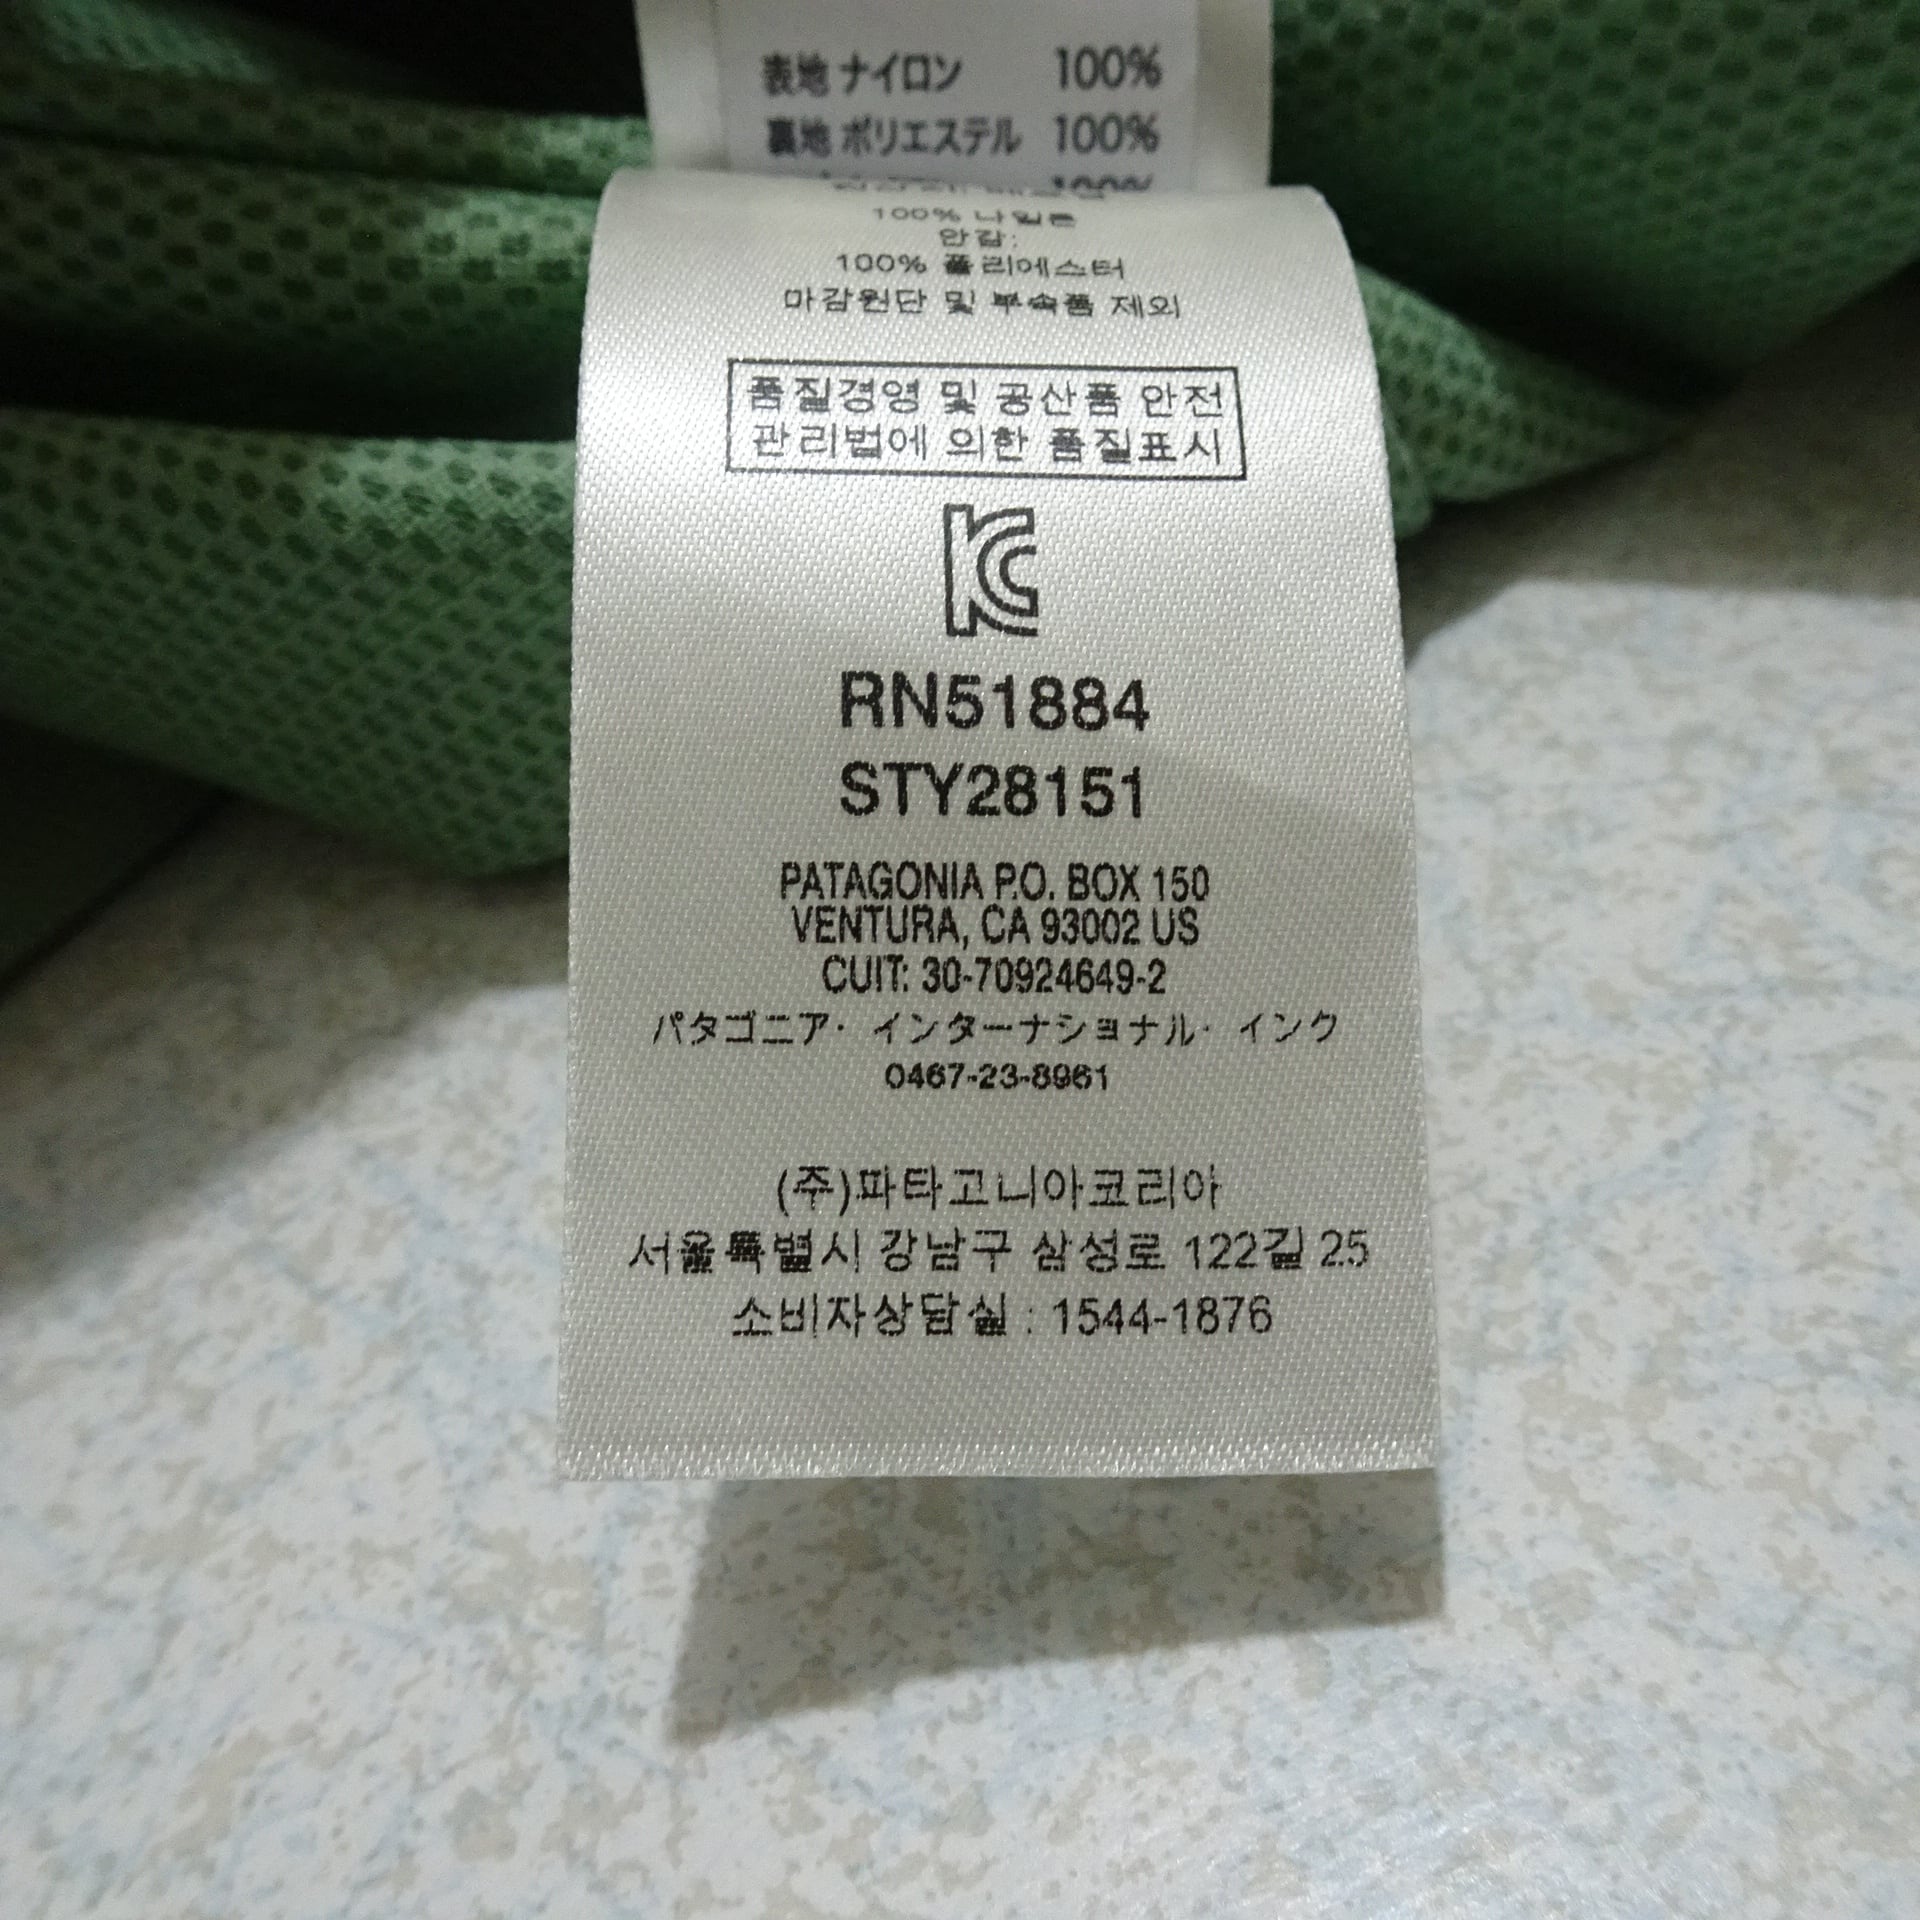 表地 ナイロン 100%
裏地 ポリエステル 100%
100%
100% 나일론
안감:
100% 폴리에스터
마감원단 및 부속품 제외
품질경영 및 공산품 안전
관리법에 의한 품질표시
KC
RN51884
STY28151
PATAGONIA P.O. BOX 150
VENTURA, CA 93002 US
CUIT: 30-70924649-2
パタゴニア・インターナショナル・インク
0467-23-8961
(주)파타고니아코리아
서울특별시 강남구 삼성로 122길 25
소비자상담실 : 1544-1876